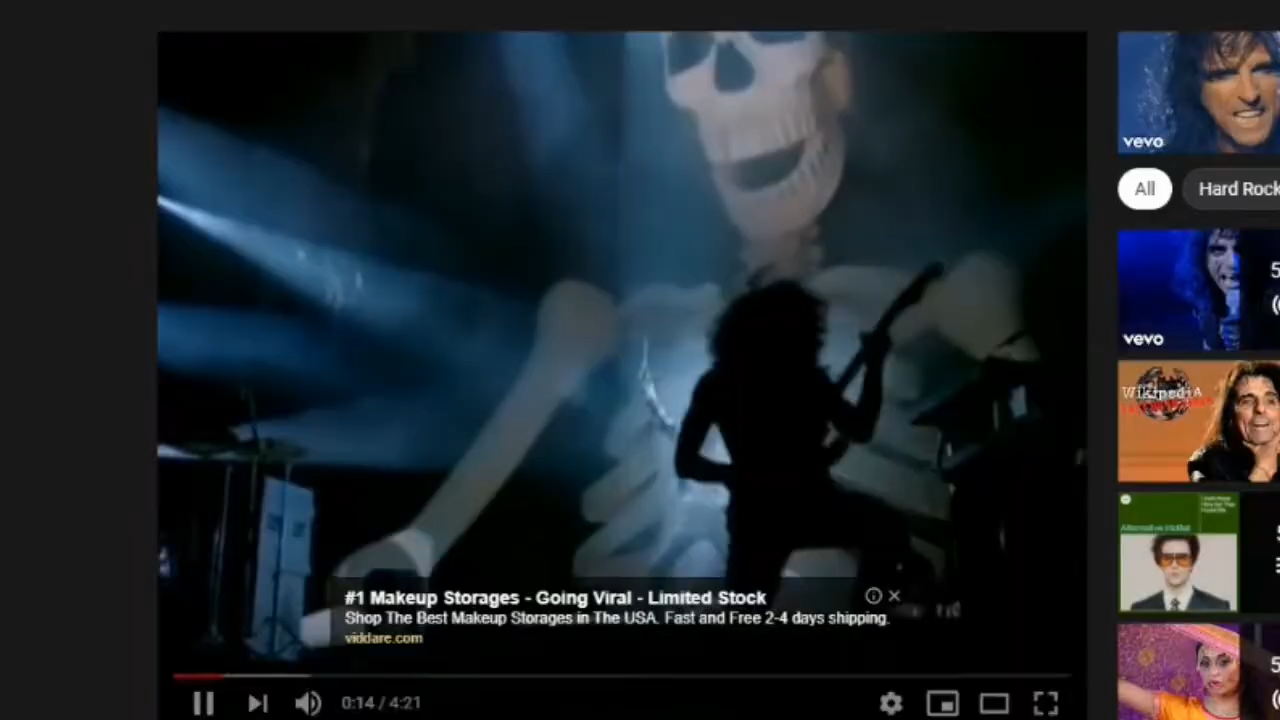 vevo
All
Hard Rock
vevo
WikipediA
#1 Makeup Storages - Going Viral - Limited Stock
Shop The Best Makeup Storages in The USA. Fast and Free 2-4 days shipping.
viddare.com
0:14 / 4:21